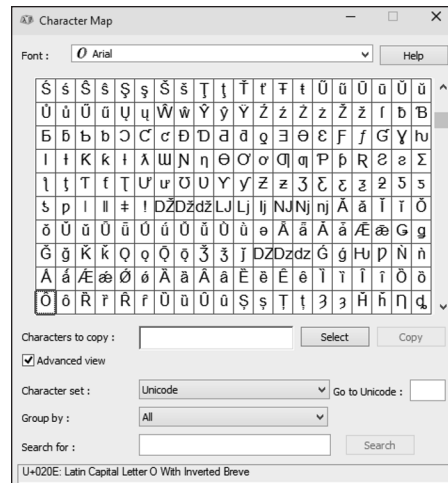 Character Map
Font :
O Arial
Help
Ś ś Ŝ ŝ Ş ş Š š Ţ ţ Ť ť Ŧ ŧ Ũ ũ Ū ū Ŭ ŭ
Ů ů Ű ű Ų ų Ŵ ŵ Ŷ ŷ Ÿ Ź ź Ż ż Ž ž ſ ƀ Ɓ
Ƃ ƃ Ƅ ƅ Ɔ Ƈ ƈ Ɖ Ɗ Ƌ ƌ ƍ Ǝ Ə Ɛ Ƒ ƒ Ɠ Ɣ ƕ
Ɩ Ɨ Ƙ ƙ ƚ ƛ Ɯ Ɲ ƞ Ɵ Ơ ơ Ƣ ƣ Ƥ ƥ Ʀ Ƨ ƨ Ʃ
ƪ ƫ Ƭ ƭ Ʈ Ư ư Ʊ Ʋ Ƴ ƴ Ƶ ƶ Ʒ Ƹ ƹ ƺ ƻ Ƽ ƽ
ƾ ƿ ǀ ǁ ǂ ǃ Ǆ ǅ ǆ Ǉ ǈ ǉ Ǌ ǋ ǌ Ǎ ǎ Ǐ ǐ Ǒ
ǒ Ǔ ǔ Ǖ ǖ Ǘ ǘ Ǚ ǚ Ǜ ǜ ǝ Ǟ ǟ Ǡ ǡ Ǣ ǣ Ǥ ǥ
Ǧ ǧ Ǩ ǩ Ǫ ǫ Ǭ ǭ Ǯ ǯ ǰ Ǳ ǲ ǳ Ǵ ǵ Ƕ Ƿ Ǹ ǹ
Ǻ ǻ Ǽ ǽ Ǿ ǿ Ȁ ȁ Ȃ ȃ Ȅ ȅ Ȇ ȇ Ȉ ȉ Ȋ ȋ Ȍ ȍ
Ȏ ȏ Ȑ ȑ Ȓ ȓ Ȕ ȕ Ȗ ȗ Ș ș Ț ț Ȝ ȝ Ȟ ȟ Ƞ ȡ
Characters to copy :
Select
Copy
Advanced view
Character set :
Unicode
Go to Unicode :
Group by :
All
Search for :
Search
U+020E: Latin Capital Letter O With Inverted Breve